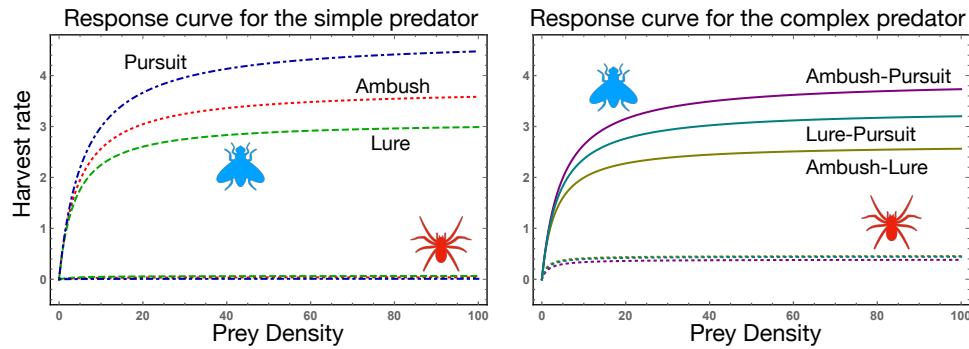 Response curve for the simple predator
Harvest rate
4
3
2
1
0
Pursuit
Ambush
Lure
0 20 40 60 80 100
Prey Density
Response curve for the complex predator
4
3
2
1
0
Ambush-Pursuit
Lure-Pursuit
Ambush-Lure
0 20 40 60 80 100
Prey Density